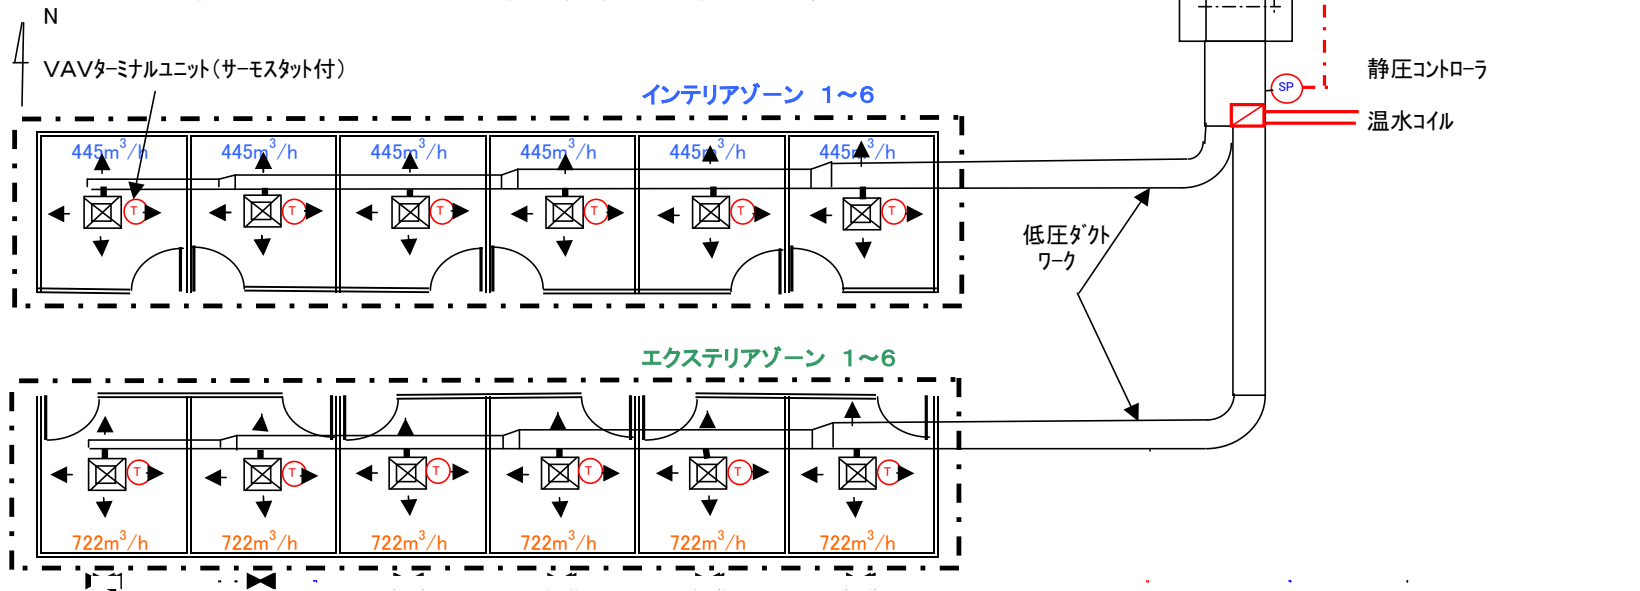 N
VAVターミナルユニット(サーモスタット付)
静圧コントローラ
SP
インテリアゾーン 1～6
温水コイル
445m³/h 445m³/h 445m³/h 445m³/h 445m³/h 445m³/h
T T T T T T
低圧ダクト
ワーク
エクステリアゾーン 1～6
T T T T T T
722m³/h 722m³/h 722m³/h 722m³/h 722m³/h 722m³/h